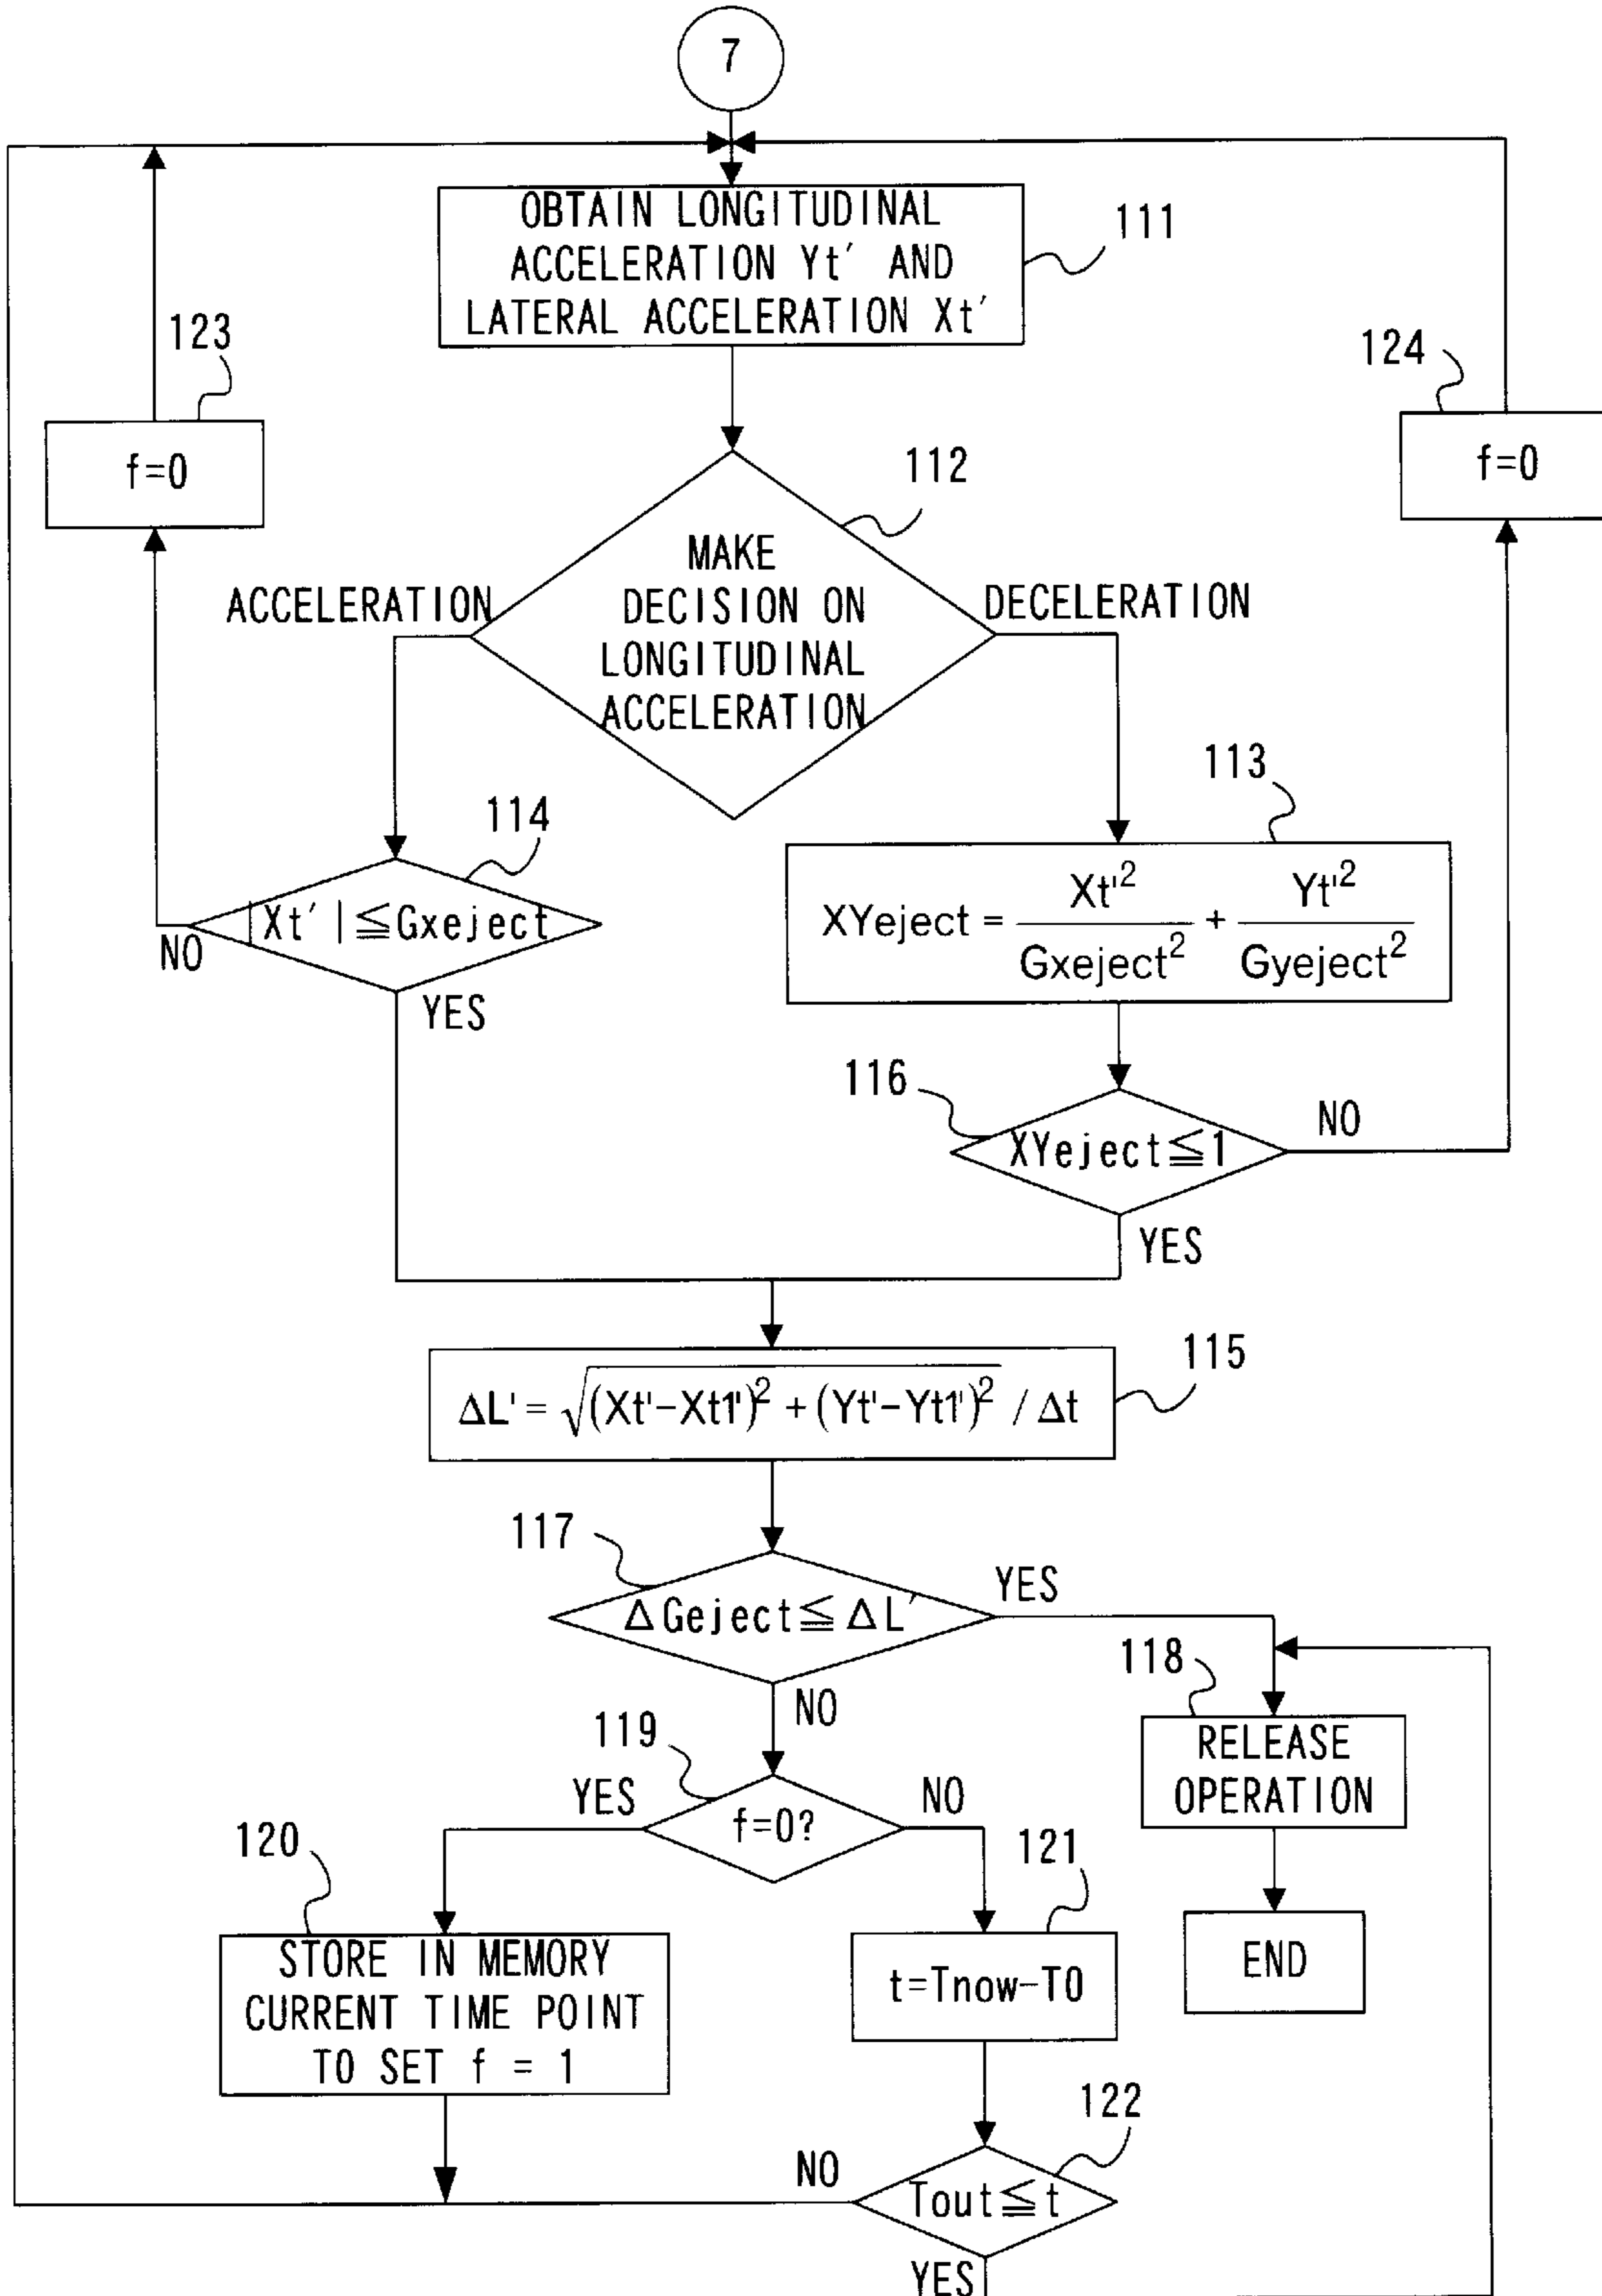 7
OBTAIN LONGITUDINAL
ACCELERATION Yt′ AND
LATERAL ACCELERATION Xt′
111
123
f=0
124
f=0
112
MAKE
DECISION ON
LONGITUDINAL
ACCELERATION
ACCELERATION
DECELERATION
113
XYeject = Xt'² / Gxeject² + Yt'² / Gyeject²
114
|Xt′|≦Gxeject
NO
YES
116
XYeject≦1
NO
YES
115
ΔL' = √(Xt'-Xt1')² + (Yt'-Yt1')² / Δt
117
ΔGeject≦ΔL′
YES
NO
118
RELEASE
OPERATION
END
119
f=0?
YES
NO
120
STORE IN MEMORY
CURRENT TIME POINT
TO SET f = 1
121
t=Tnow-T0
122
Tout≦t
NO
YES